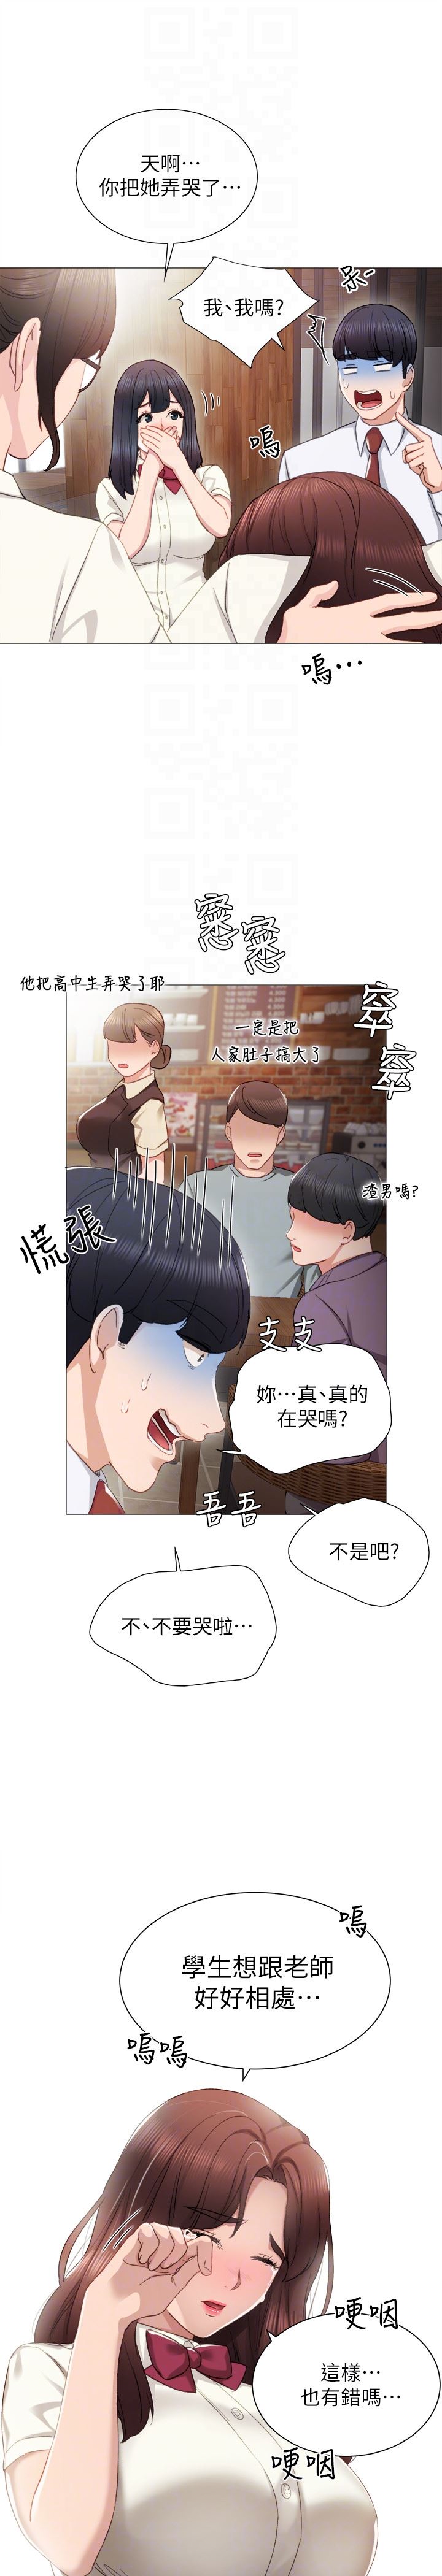 天啊…
你把她弄哭了…
呆~
我、我嗎?
嗚
嗚…
窸
窸
他把高中生弄哭了耶
一定是把
人家肚子搞大了
窣
窣
渣男嗎?
慌張
支支
妳…真、真的
在哭嗎?
吾吾
不是吧?
不、不要哭啦…
嗚
學生想跟老師
好好相處…
嗚嗚
哽咽
這樣…
也有錯嗎…
哽咽